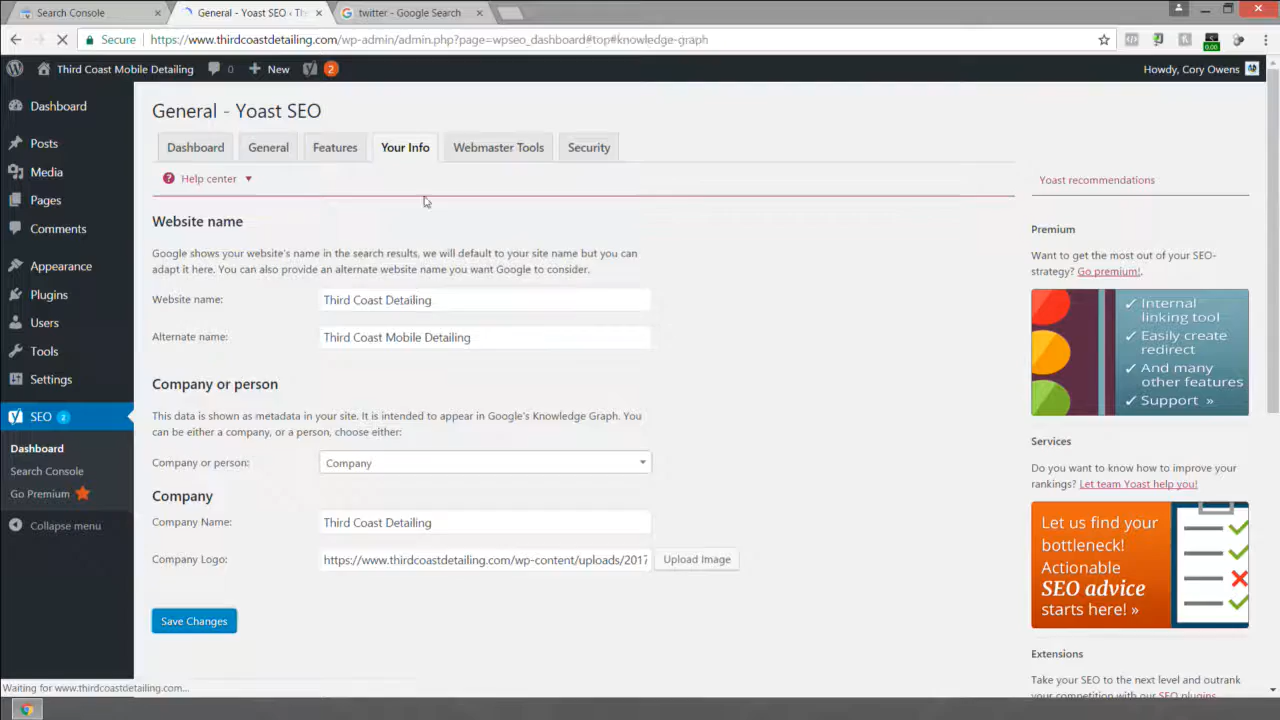 Search Console
General - Yoast SEO ‹ Th
twitter - Google Search
Secure
https://www.thirdcoastdetailing.com/wp-admin/admin.php?page=wpseo_dashboard#top#knowledge-graph
0.00
Third Coast Mobile Detailing
0
New
2
Howdy, Cory Owens
Dashboard
Posts
Media
Pages
Comments
Appearance
Plugins
Users
Tools
Settings
SEO 2
Dashboard
Search Console
Go Premium
Collapse menu
General - Yoast SEO
Dashboard
General
Features
Your Info
Webmaster Tools
Security
Help center
Website name
Google shows your website's name in the search results, we will default to your site name but you can
adapt it here. You can also provide an alternate website name you want Google to consider.
Website name:
Third Coast Detailing
Alternate name:
Third Coast Mobile Detailing
Company or person
This data is shown as metadata in your site. It is intended to appear in Google's Knowledge Graph. You
can be either a company, or a person, choose either:
Company or person:
Company
Company
Company Name:
Third Coast Detailing
Company Logo:
https://www.thirdcoastdetailing.com/wp-content/uploads/2017
Upload Image
Save Changes
Yoast recommendations
Premium
Want to get the most out of your SEO-
strategy? Go premium!.
✓ Internal
linking tool
✓ Easily create
redirect
✓ And many
other features
✓ Support »
Services
Do you want to know how to improve your
rankings? Let team Yoast help you!
Let us find your
bottleneck!
Actionable
SEO advice
starts here! »
Extensions
Take your SEO to the next level and outrank
your competition with our SEO plugins
Waiting for www.thirdcoastdetailing.com...